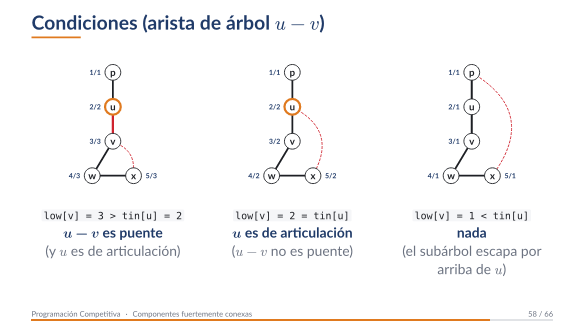 Condiciones (arista de árbol u − v)
1/1 p
2/2 u
3/3 v
4/3 w x 5/3
low[v] = 3 > tin[u] = 2
u − v es puente
(y u es de articulación)
1/1 p
2/2 u
3/2 v
4/2 w x 5/2
low[v] = 2 = tin[u]
u es de articulación
(u − v no es puente)
1/1 p
2/1 u
3/1 v
4/1 w x 5/1
low[v] = 1 < tin[u]
nada
(el subárbol escapa por
arriba de u)
Programación Competitiva · Componentes fuertemente conexas
58 / 66